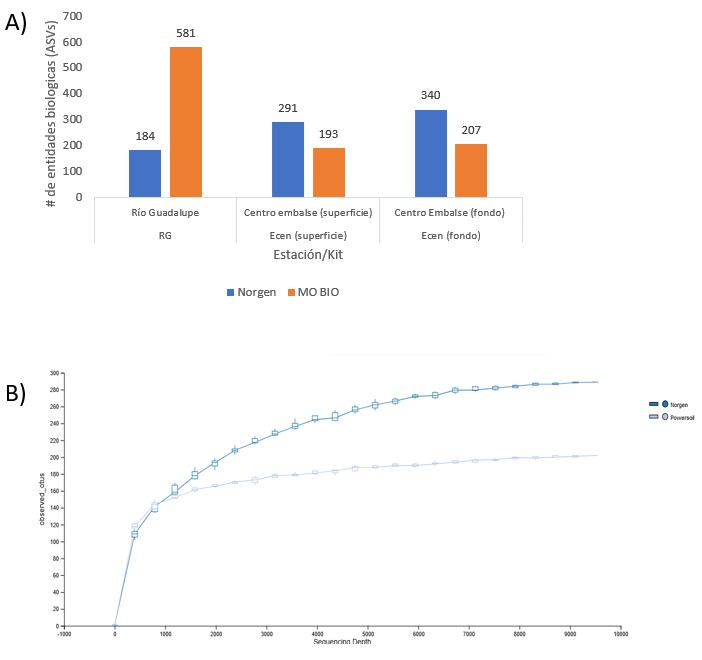 A)
# de entidades biologicas (ASVs)
700
600
500
400
300
200
100
0
184
581
291
193
340
207
Río Guadalupe
Centro embalse (superficie)
Centro Embalse (fondo)
RG
Ecen (superficie)
Ecen (fondo)
Estación/Kit
Norgen
MO BIO
B)
observed_otus
300
280
260
240
220
200
180
160
140
120
100
80
60
40
20
0
-1000
0
1000
2000
3000
4000
5000
6000
7000
8000
9000
10000
Sequencing Depth
Norgen
Powersoil